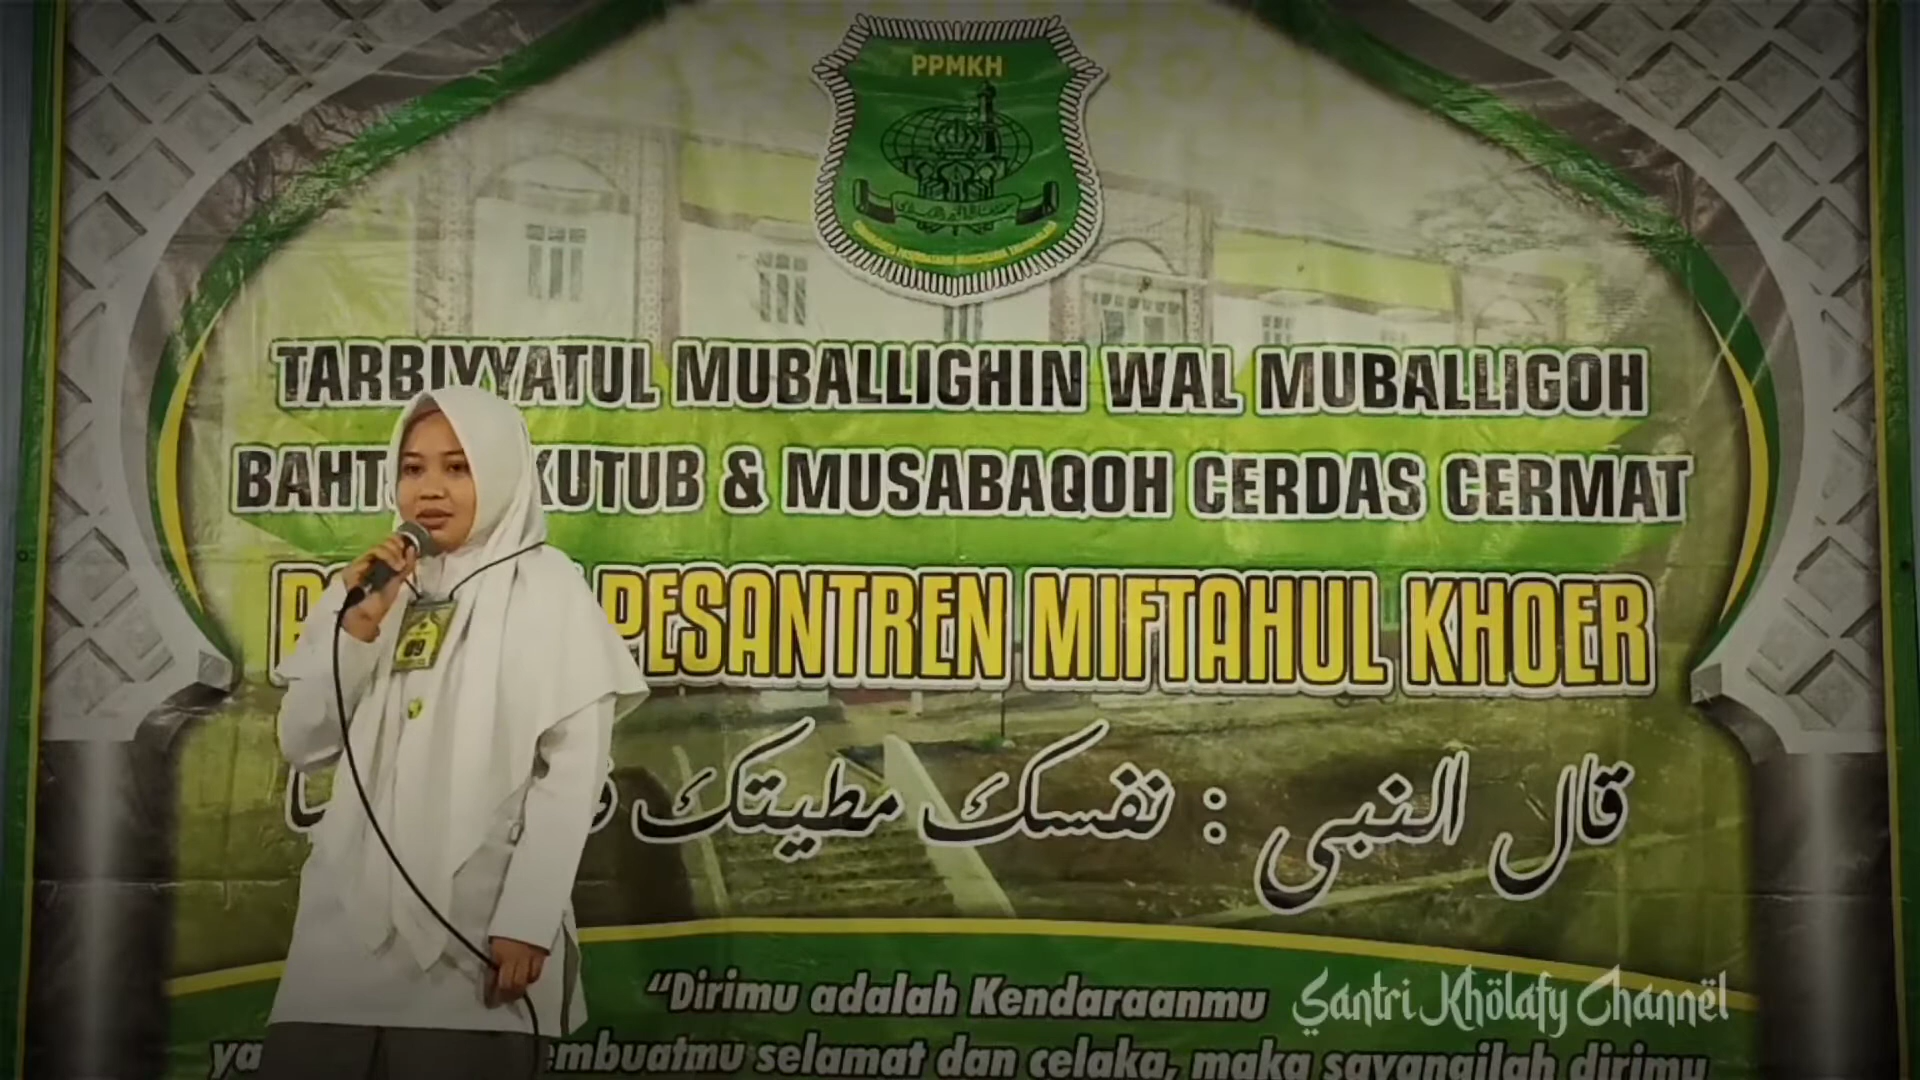 PPMKH
TARBIYYATUL MUBALLIGHIN WAL MUBALLIGOH
KUTUB & MUSABAQOH CERDAS CERMAT
PESANTREN MIFTAHUL KHOER
قال النبي : نفسك مطيتك
09
“Dirimu adalah Kendaraanmu
Santri Khölafy Channël
selamat dan celaka, maka sayangilah dirimu